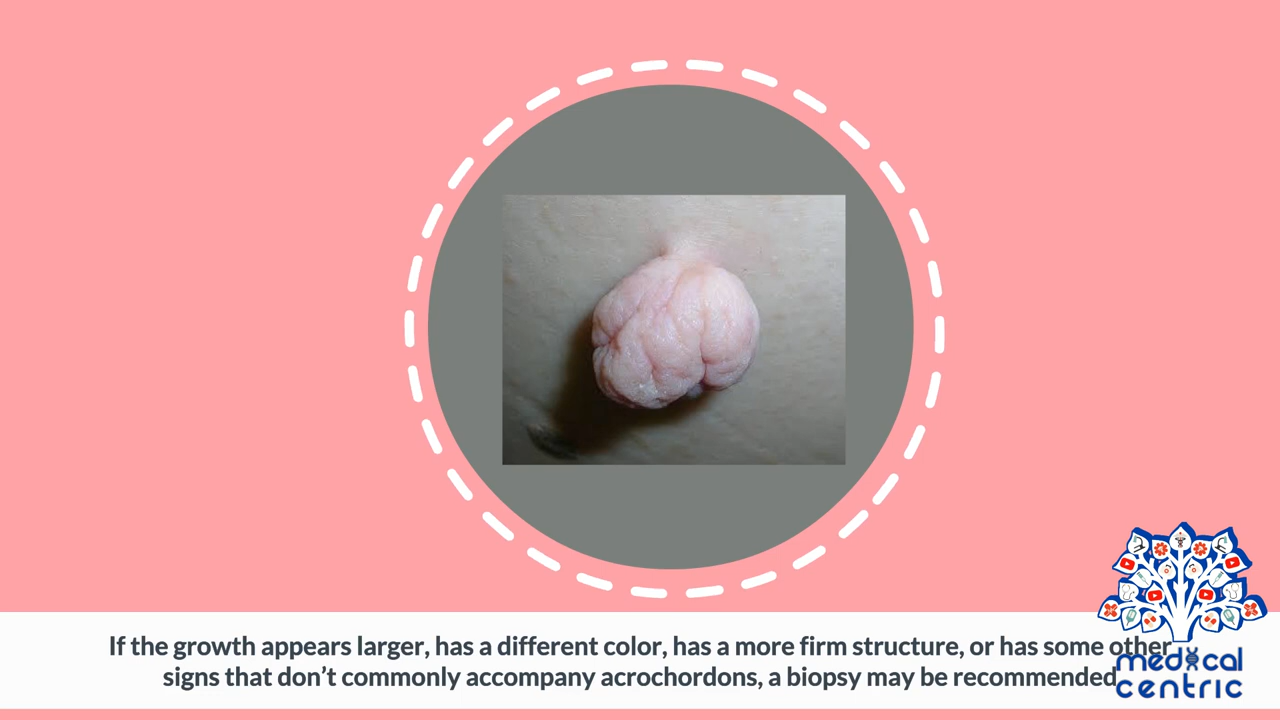 If the growth appears larger, has a different color, has a more firm structure, or has some other
signs that don't commonly accompany acrochordons, a biopsy may be recommended
medical
centric